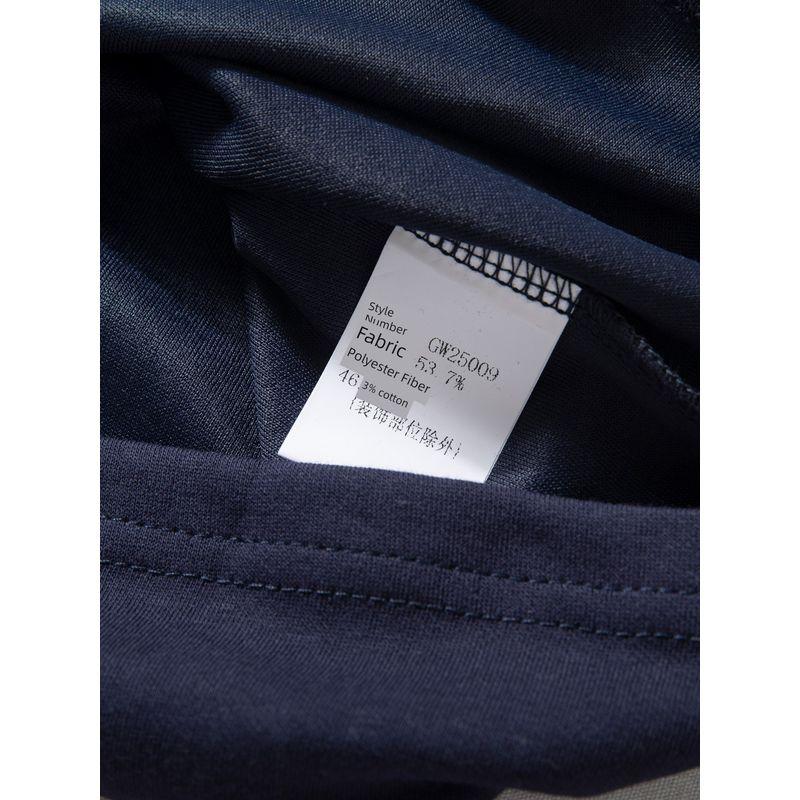 Style
Number GW25009
Fabric 53.7%
Polyester Fiber
46.3% cotton
(装饰部位除外)